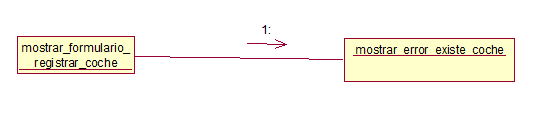 1:
mostrar_formulario_
registrar_coche
mostrar_error_existe_coche